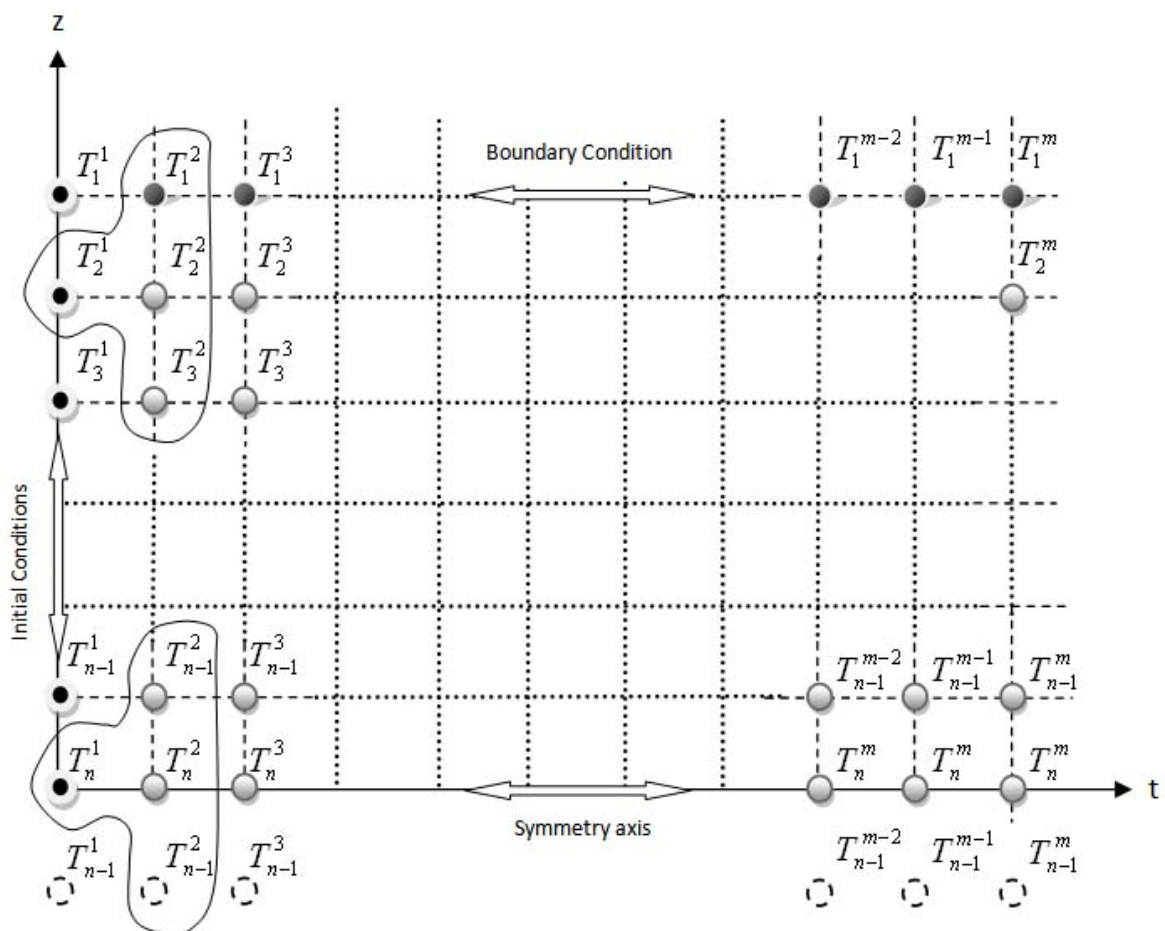 z
T_1^1 T_1^2 T_1^3 Boundary Condition T_1^{m-2} T_1^{m-1} T_1^m
T_2^1 T_2^2 T_2^3 T_2^m
T_3^1 T_3^2 T_3^3
Initial Conditions
T_{n-1}^1 T_{n-1}^2 T_{n-1}^3 T_{n-1}^{m-2} T_{n-1}^{m-1} T_{n-1}^m
T_n^1 T_n^2 T_n^3 T_n^m T_n^m T_n^m
t
Symmetry axis
T_{n-1}^1 T_{n-1}^2 T_{n-1}^3 T_{n-1}^{m-2} T_{n-1}^{m-1} T_{n-1}^m